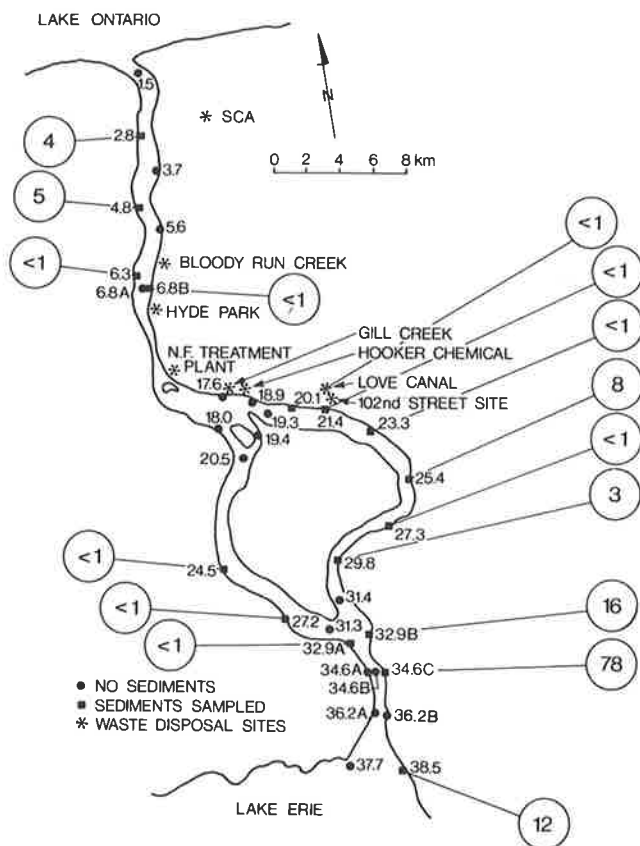 LAKE ONTARIO
1.5
* SCA
N
4
2.8
0 2 4 6 8 km
3.7
5
4.8
5.6
<1
<1
6.3
* BLOODY RUN CREEK
<1
6.8A
6.8B
<1
* HYDE PARK
<1
GILL CREEK
N.F. TREATMENT
PLANT
HOOKER CHEMICAL
* LOVE CANAL
8
17.6
18.9
20.1
* 102nd STREET SITE
19.3
21.4
23.3
18.0
19.4
<1
20.5
25.4
3
27.3
<1
24.5
29.8
<1
31.4
16
27.2
31.3
<1
32.9B
32.9A
78
34.6A
34.6C
34.6B
● NO SEDIMENTS
■ SEDIMENTS SAMPLED
* WASTE DISPOSAL SITES
36.2A
36.2B
37.7
38.5
LAKE ERIE
12